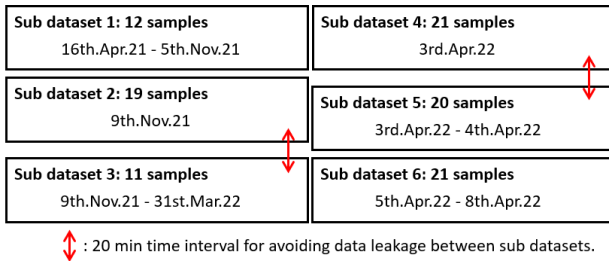 Sub dataset 1: 12 samples
16th.Apr.21 - 5th.Nov.21
Sub dataset 2: 19 samples
9th.Nov.21
Sub dataset 3: 11 samples
9th.Nov.21 - 31st.Mar.22
Sub dataset 4: 21 samples
3rd.Apr.22
Sub dataset 5: 20 samples
3rd.Apr.22 - 4th.Apr.22
Sub dataset 6: 21 samples
5th.Apr.22 - 8th.Apr.22
: 20 min time interval for avoiding data leakage between sub datasets.